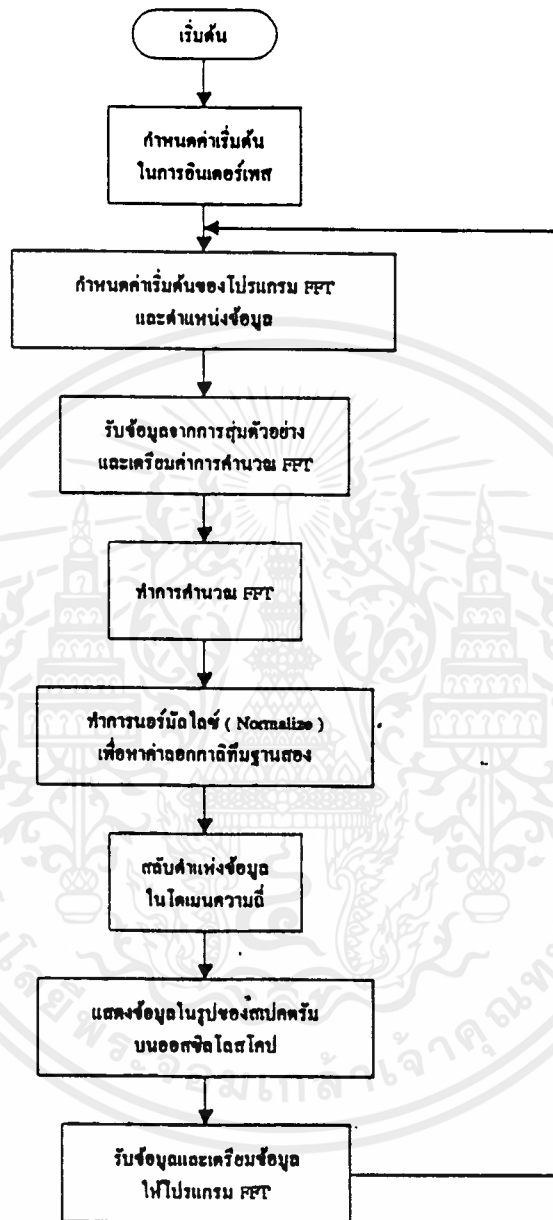 เริ่มต้น
กำหนดค่าเริ่มต้น
ในการอินเตอร์เฟส
กำหนดค่าเริ่มต้นของโปรแกรม FFT
และตำแหน่งข้อมูล
รับข้อมูลจากการสุ่มตัวอย่าง
และเตรียมค่าการคำนวณ FFT
ทำการคำนวณ FFT
ทำการนอร์มัลไลซ์ ( Normalize )
เพื่อหาค่าลอกกาลิทึมฐานสอง
สลับตำแห่งข้อมูล
ในโดเมนความถี่
แสดงข้อมูลในรูปของสเปคตรัม
บนออสซิลโลสโคป
รับข้อมูลและเตรียมข้อมูล
ให้โปรแกรม FFT